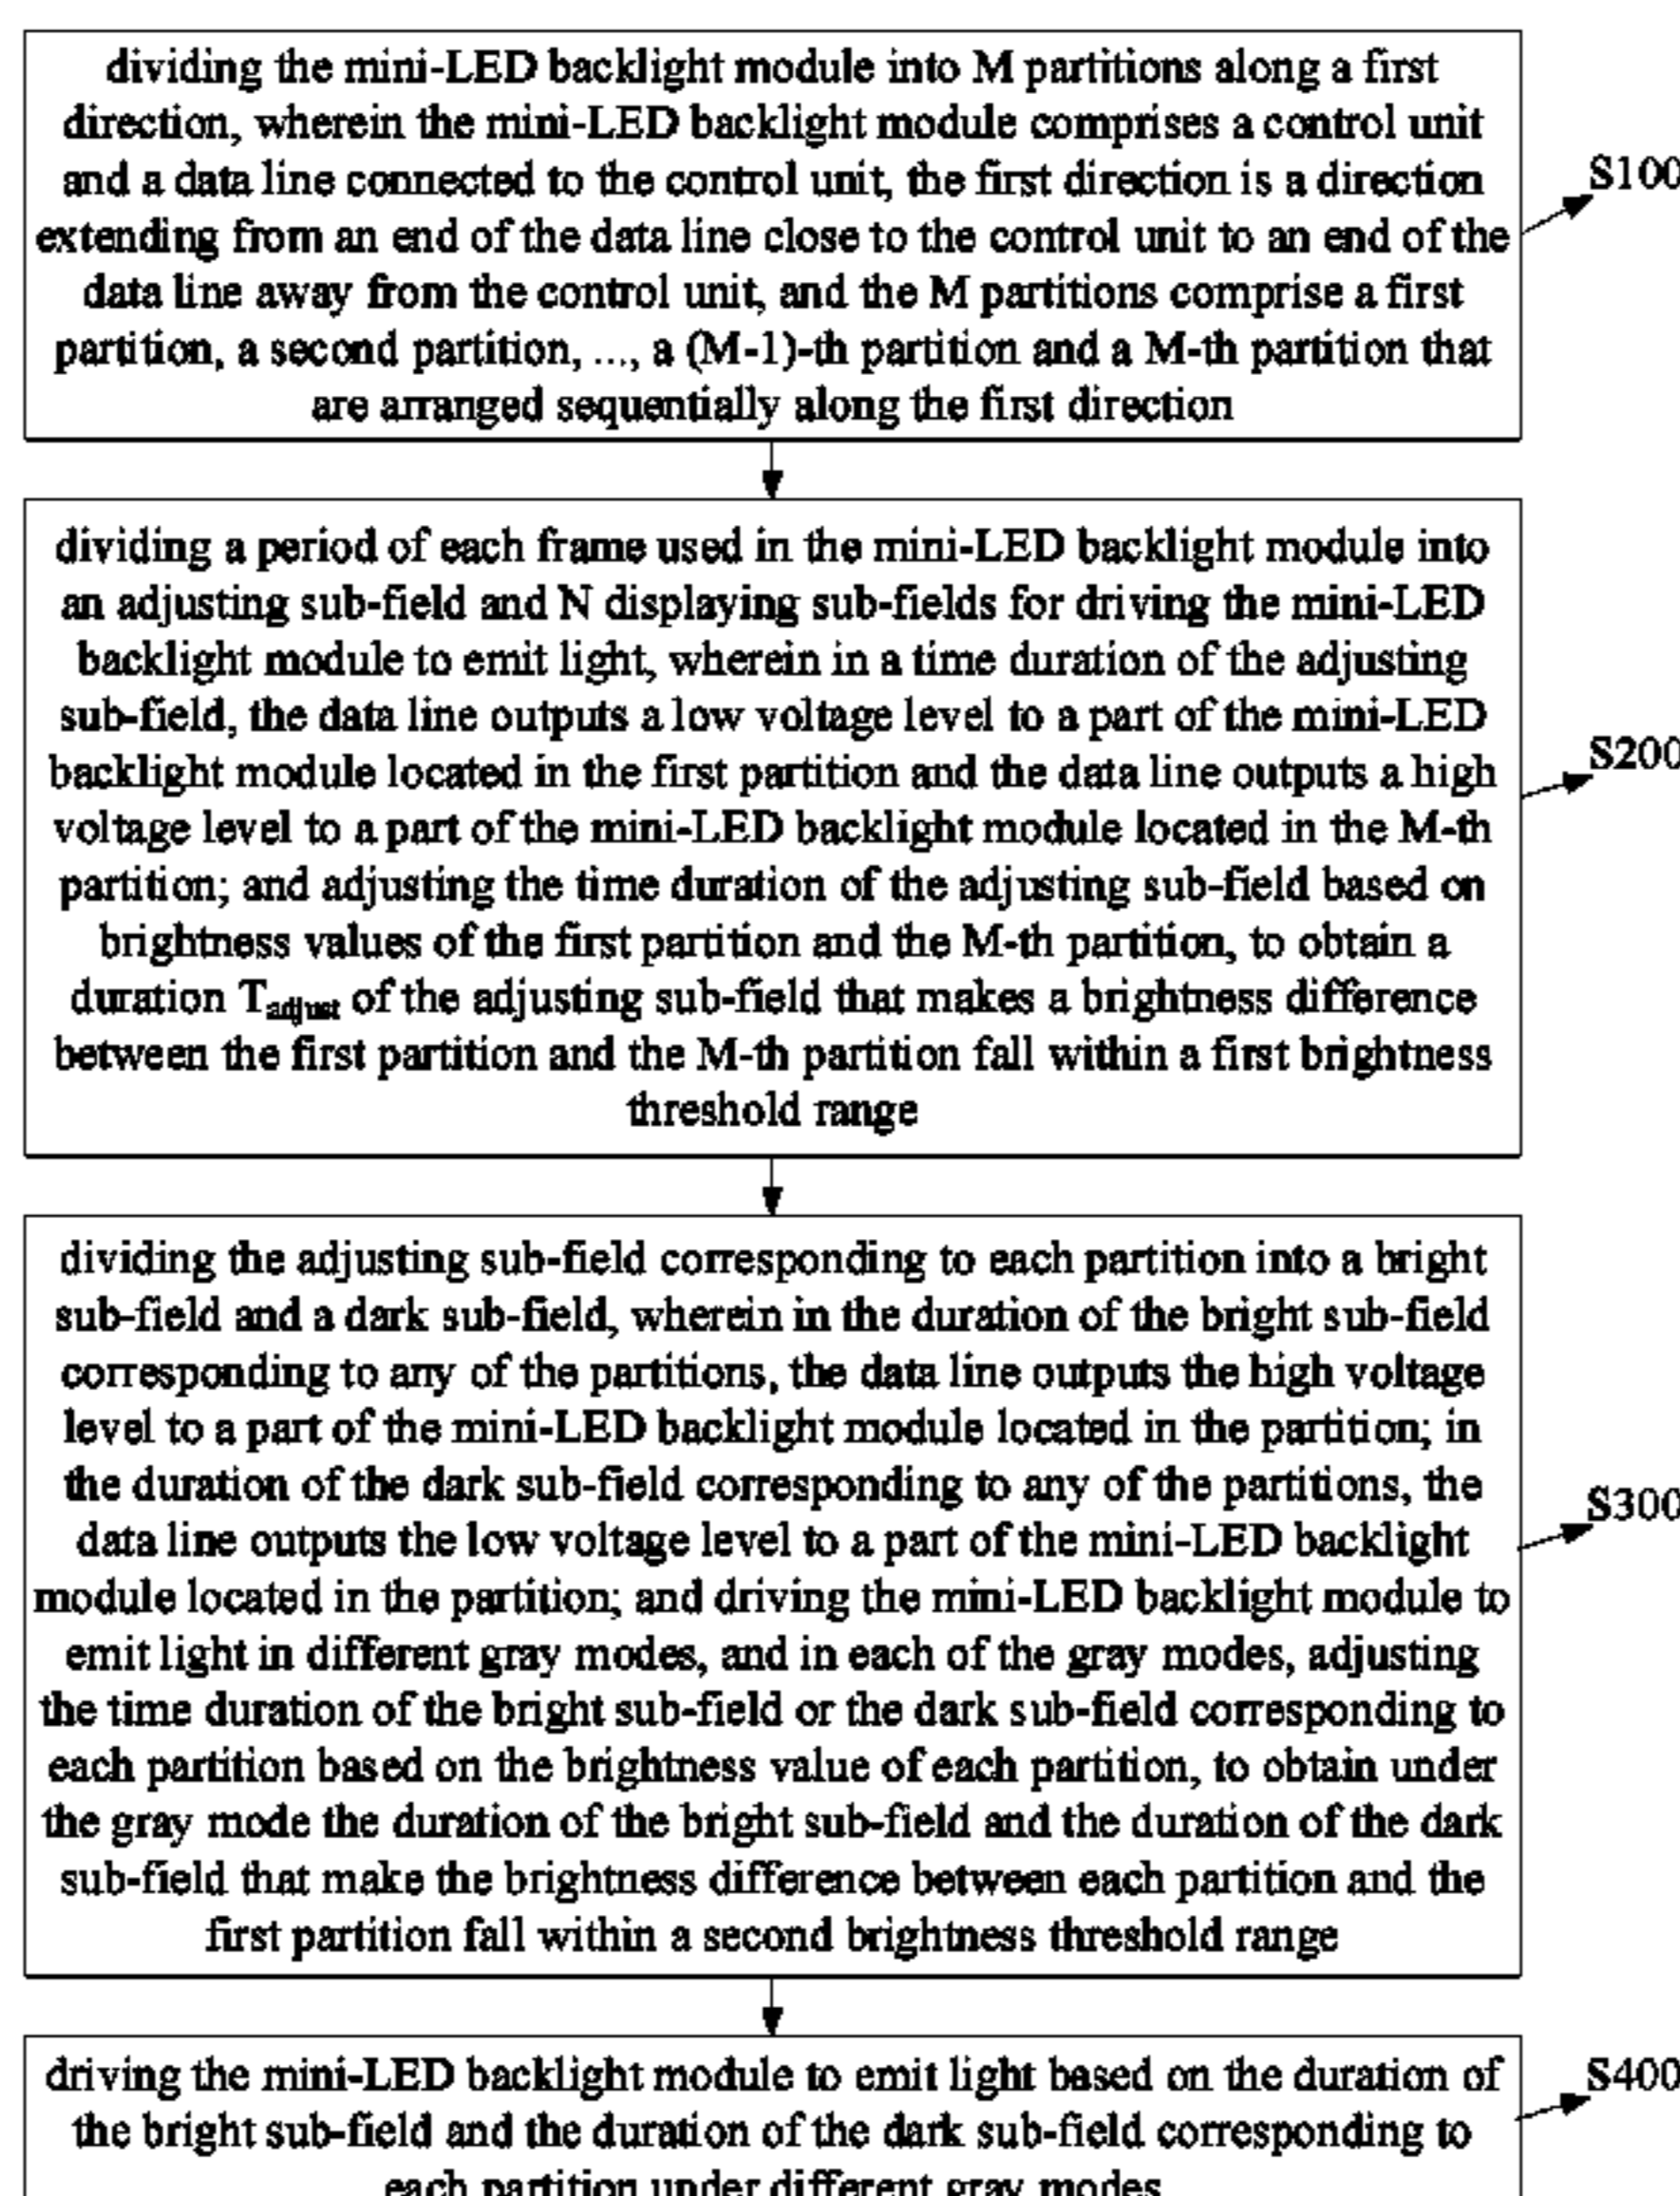 dividing the mini-LED backlight module into M partitions along a first
direction, wherein the mini-LED backlight module comprises a control unit
and a data line connected to the control unit, the first direction is a direction
extending from an end of the data line close to the control unit to an end of the
data line away from the control unit, and the M partitions comprise a first
partition, a second partition, ..., a (M-1)-th partition and a M-th partition that
are arranged sequentially along the first direction
S100
dividing a period of each frame used in the mini-LED backlight module into
an adjusting sub-field and N displaying sub-fields for driving the mini-LED
backlight module to emit light, wherein in a time duration of the adjusting
sub-field, the data line outputs a low voltage level to a part of the mini-LED
backlight module located in the first partition and the data line outputs a high
voltage level to a part of the mini-LED backlight module located in the M-th
partition; and adjusting the time duration of the adjusting sub-field based on
brightness values of the first partition and the M-th partition, to obtain a
duration Tadjust of the adjusting sub-field that makes a brightness difference
between the first partition and the M-th partition fall within a first brightness
threshold range
S200
dividing the adjusting sub-field corresponding to each partition into a bright
sub-field and a dark sub-field, wherein in the duration of the bright sub-field
corresponding to any of the partitions, the data line outputs the high voltage
level to a part of the mini-LED backlight module located in the partition; in
the duration of the dark sub-field corresponding to any of the partitions, the
data line outputs the low voltage level to a part of the mini-LED backlight
module located in the partition; and driving the mini-LED backlight module to
emit light in different gray modes, and in each of the gray modes, adjusting
the time duration of the bright sub-field or the dark sub-field corresponding to
each partition based on the brightness value of each partition, to obtain under
the gray mode the duration of the bright sub-field and the duration of the dark
sub-field that make the brightness difference between each partition and the
first partition fall within a second brightness threshold range
S300
driving the mini-LED backlight module to emit light based on the duration of
the bright sub-field and the duration of the dark sub-field corresponding to
each partition under different gray modes
S400